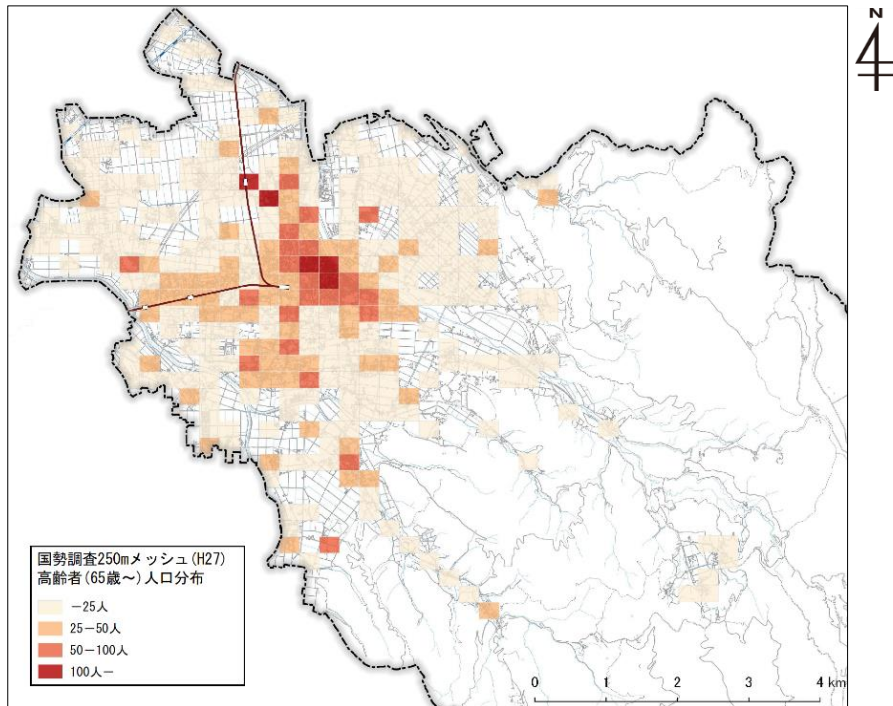 N
国勢調査250mメッシュ(H27)
高齢者(65歳～)人口分布
－25人
25－50人
50－100人
100人－
0 1 2 3 4 km